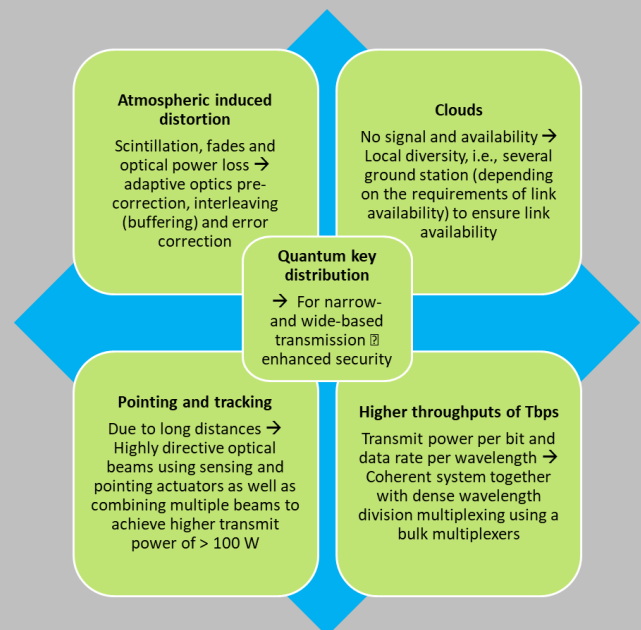 Atmospheric induced
distortion
Scintillation, fades and
optical power loss →
adaptive optics pre-
correction, interleaving
(buffering) and error
correction
Clouds
No signal and availability →
Local diversity, i.e., several
ground station (depending
on the requirements of link
availability) to ensure link
availability
Quantum key
distribution
→ For narrow-
and wide-based
transmission ⍰
enhanced security
Pointing and tracking
Due to long distances →
Highly directive optical
beams using sensing and
pointing actuators as well as
combining multiple beams to
achieve higher transmit
power of > 100 W
Higher throughputs of Tbps
Transmit power per bit and
data rate per wavelength →
Coherent system together
with dense wavelength
division multiplexing using a
bulk multiplexers